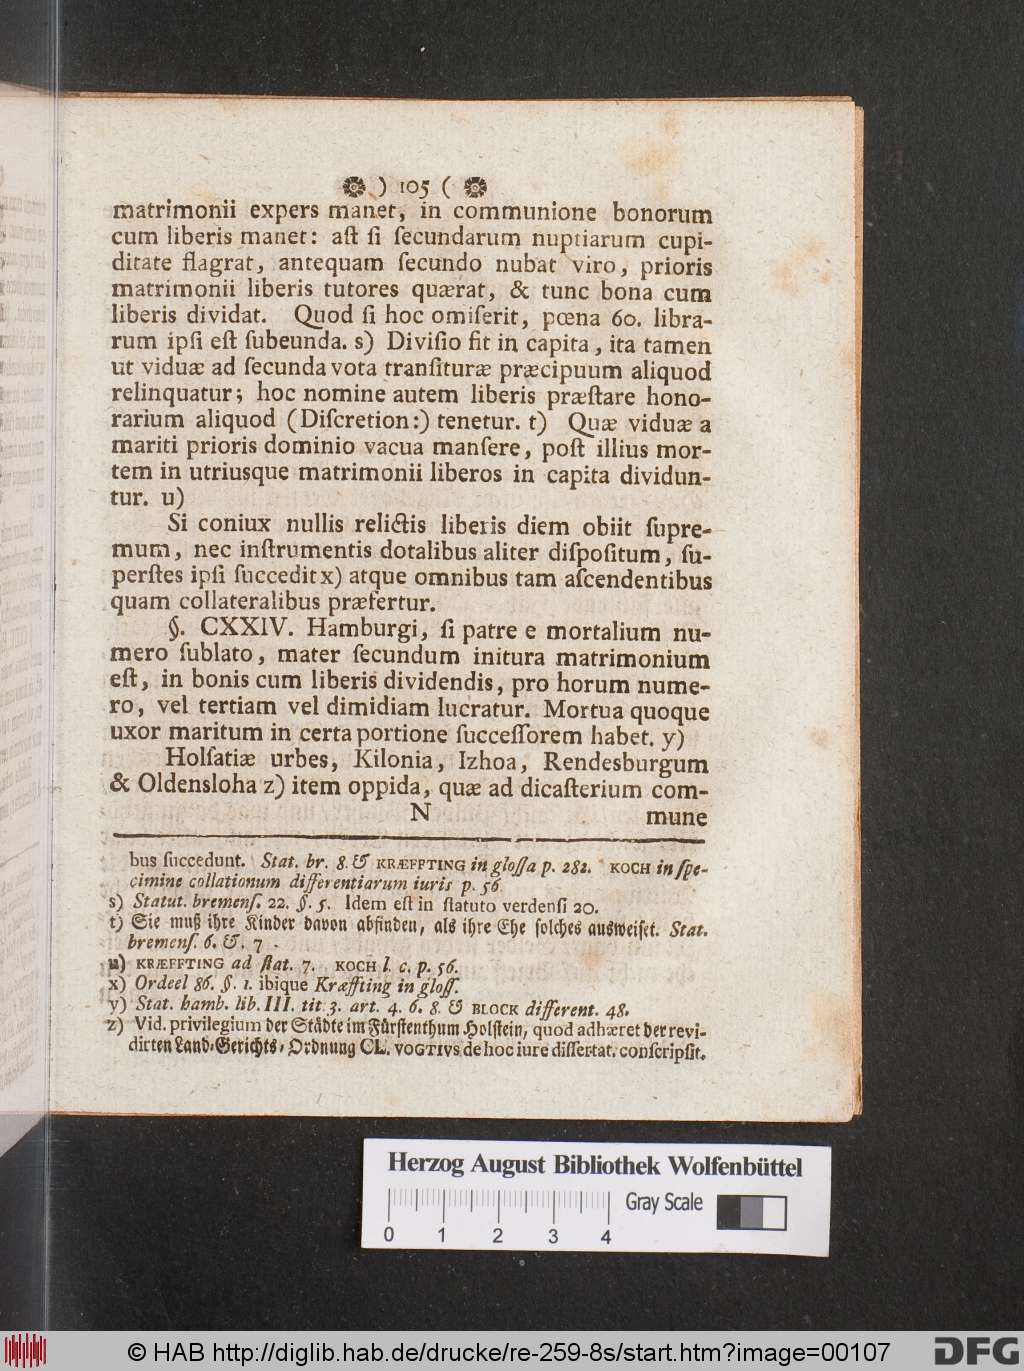 ) 105 (
matrimonii expers manet, in communione bonorum
cum liberis manet: aſt ſi ſecundarum nuptiarum cupi-
ditate flagrat, antequam ſecundo nubat viro, prioris
matrimonii liberis tutores quærat, & tunc bona cum
liberis dividat. Quod ſi hoc omiſerit, pœna 60. libra-
rum ipſi eſt ſubeunda. s) Diviſio fit in capita, ita tamen
ut viduæ ad ſecunda vota tranſituræ præcipuum aliquod
relinquatur; hoc nomine autem liberis præſtare hono-
rarium aliquod (Diſcretion:) tenetur. t) Quæ viduæ a
mariti prioris dominio vacua manſere, poſt illius mor-
tem in utriusque matrimonii liberos in capita dividun-
tur. u)
Si coniux nullis relictis liberis diem obiit ſupre-
mum, nec inſtrumentis dotalibus aliter diſpoſitum, ſu-
perſtes ipſi ſuccedit x) atque omnibus tam aſcendentibus
quam collateralibus præfertur.
§. CXXIV. Hamburgi, ſi patre e mortalium nu-
mero ſublato, mater ſecundum initura matrimonium
eſt, in bonis cum liberis dividendis, pro horum nume-
ro, vel tertiam vel dimidiam lucratur. Mortua quoque
uxor maritum in certa portione ſucceſſorem habet. y)
Holſatiæ urbes, Kilonia, Izhoa, Rendesburgum
& Oldensloha z) item oppida, quæ ad dicaſterium com-
N mune
bus ſuccedunt. Stat. br. 8. & KRÆFFTING in gloſſa p. 282. KOCH in ſpe-
cimine collationum differentiarum iuris p. 56.
s) Statut. bremenſ. 22. §. 5. Idem eſt in ſtatuto verdenſi 20.
t) Sie muß ihre Kinder davon abfinden, als ihre Ehe ſolches ausweiſet. Stat.
bremenſ. 6. &. 7.
u) KRÆFFTING ad ſtat. 7. KOCH l. c. p. 56.
x) Ordeel 86. §. 1. ibique Kræffting in gloſſ.
y) Stat. hamb. lib. III. tit. 3. art. 4. 6. 8. & BLOCK different. 48.
z) Vid. privilegium der Städte im Fürſtenthum Holſtein, quod adhæret der revi-
dirten Land-Gerichts-Ordnung CL. VOGTIVS de hoc iure diſſertat. conſcripſit.
Herzog August Bibliothek Wolfenbüttel
Gray Scale
0 1 2 3 4
© HAB http://diglib.hab.de/drucke/re-259-8s/start.htm?image=00107
DFG